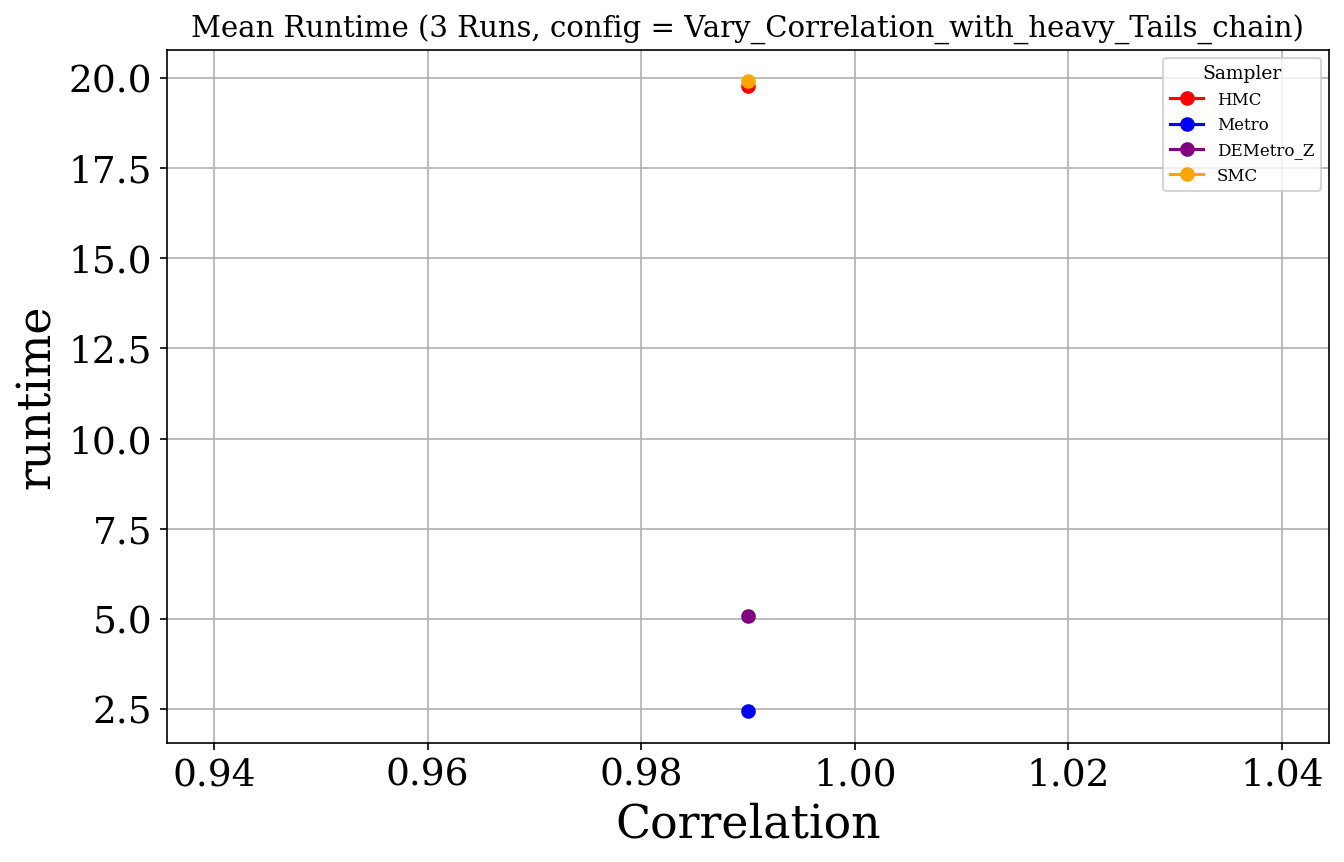 Mean Runtime (3 Runs, config = Vary_Correlation_with_heavy_Tails_chain)
Sampler
HMC
Metro
DEMetro_Z
SMC
20.0
17.5
15.0
12.5
10.0
7.5
5.0
2.5
runtime
0.94 0.96 0.98 1.00 1.02 1.04
Correlation